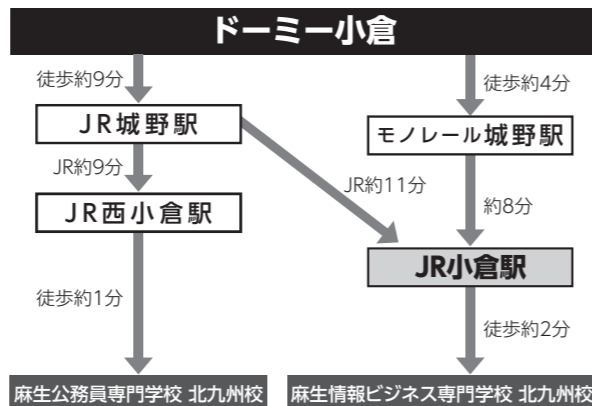 ドーミー小倉
徒歩約9分
徒歩約4分
JR城野駅
モノレール城野駅
JR約9分
JR約11分
約8分
JR西小倉駅
JR小倉駅
徒歩約1分
徒歩約2分
麻生公務員専門学校 北九州校
麻生情報ビジネス専門学校 北九州校